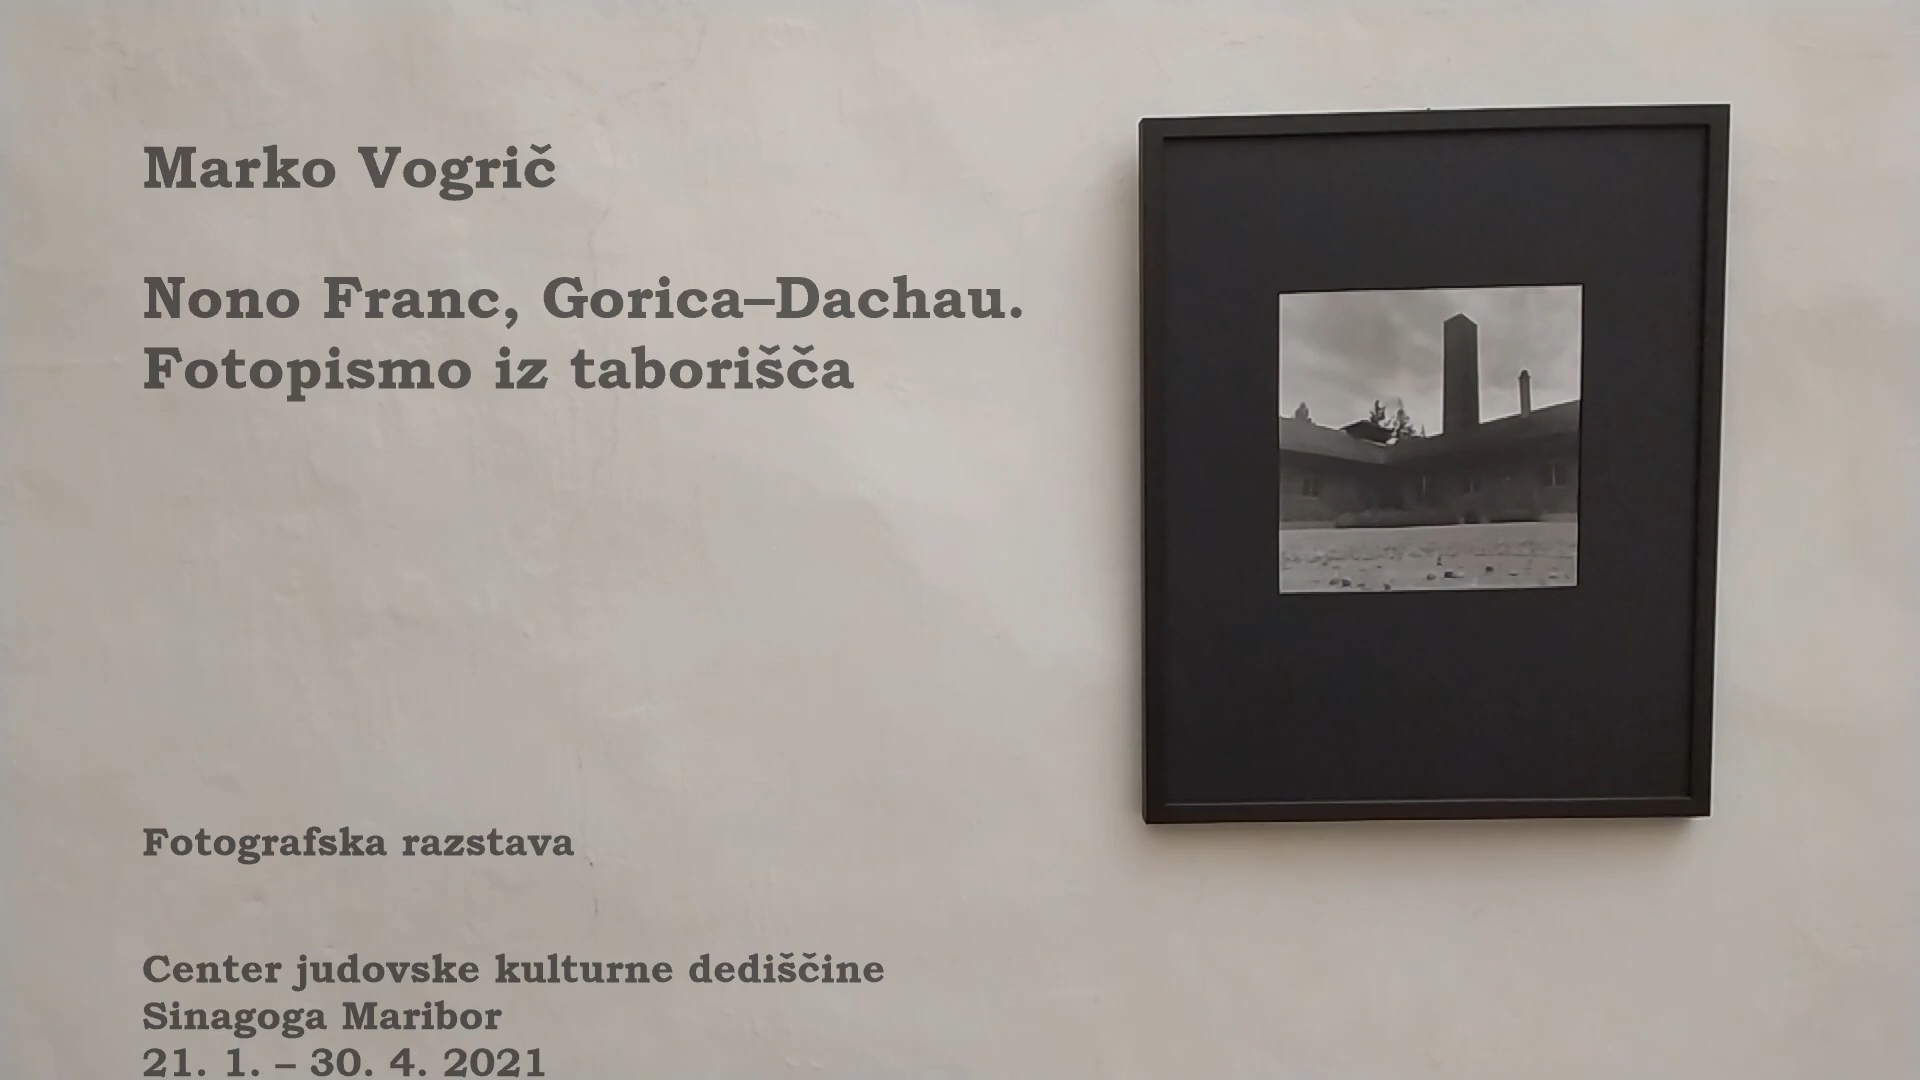 Marko Vogrič
Nono Franc, Gorica–Dachau.
Fotopismo iz taborišča
Fotografska razstava
Center judovske kulturne dediščine
Sinagoga Maribor
21. 1. – 30. 4. 2021